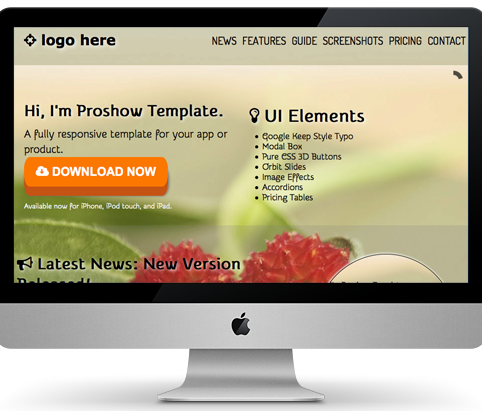 logo here
NEWS FEATURES GUIDE SCREENSHOTS PRICING CONTACT
Hi, I'm Proshow Template.
A fully responsive template for your app or
product.
DOWNLOAD NOW
Available now for iPhone, iPod touch, and iPad.
UI Elements
Google Keep Style Typo
Modal Box
Pure CSS 3D Buttons
Orbit Slides
Image Effects
Accordions
Pricing Tables
Latest News: New Version
Released!